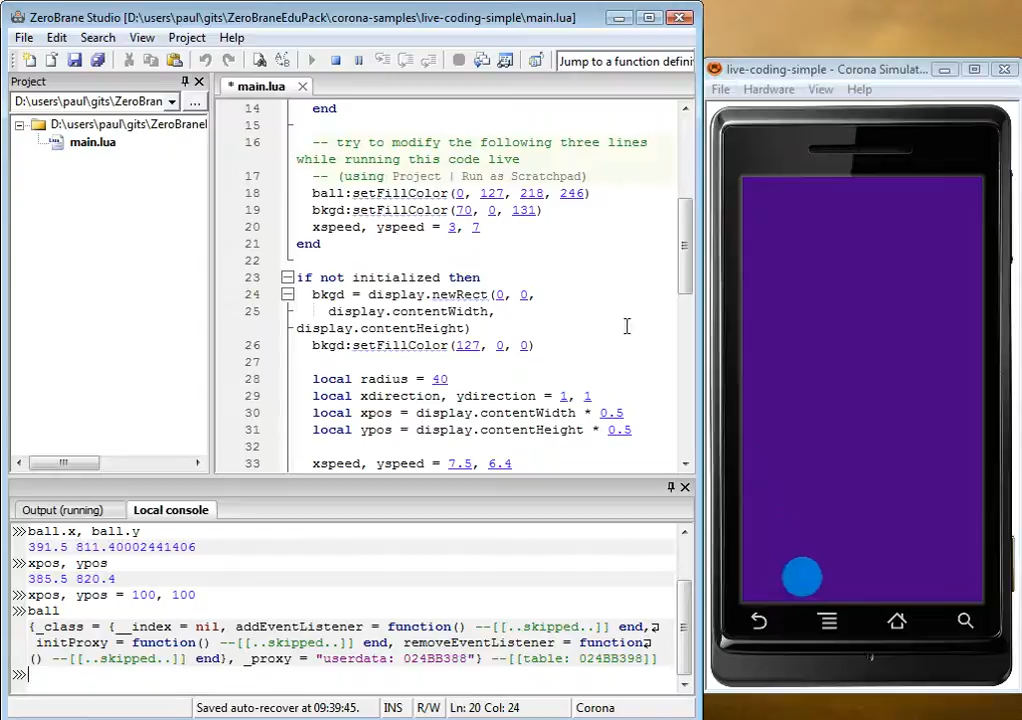 ZeroBrane Studio [D:\users\paul\gits\ZeroBraneEduPack\corona-samples\live-coding-simple\main.lua]
File Edit Search View Project Help
Jump to a function defini
Project
main.lua
D:\users\paul\gits\ZeroBran
...
* main.lua
D:\users\paul\gits\ZeroBraneI
main.lua
14 end
15
16 -- try to modify the following three lines
while running this code live
17 -- (using Project | Run as Scratchpad)
18 ball:setFillColor(0, 127, 218, 246)
19 bkgd:setFillColor(70, 0, 131)
20 xspeed, yspeed = 3, 7
21 end
22
23 if not initialized then
24 bkgd = display.newRect(0, 0,
25 display.contentWidth,
display.contentHeight)
26 bkgd:setFillColor(127, 0, 0)
27
28 local radius = 40
29 local xdirection, ydirection = 1, 1
30 local xpos = display.contentWidth * 0.5
31 local ypos = display.contentHeight * 0.5
32
33 xspeed, yspeed = 7.5, 6.4
Output (running) Local console
ball.x, ball.y
391.5 811.40002441406
xpos, ypos
385.5 820.4
xpos, ypos = 100, 100
ball
{_class = {__index = nil, addEventListener = function() --[[..skipped..]] end,
initProxy = function() --[[..skipped..]] end, removeEventListener = function
() --[[..skipped..]] end}, _proxy = "userdata: 024BB388"} --[[table: 024BB398]]
Saved auto-recover at 09:39:45. INS R/W Ln: 20 Col: 24 Corona
live-coding-simple - Corona Simulat...
File Hardware View Help